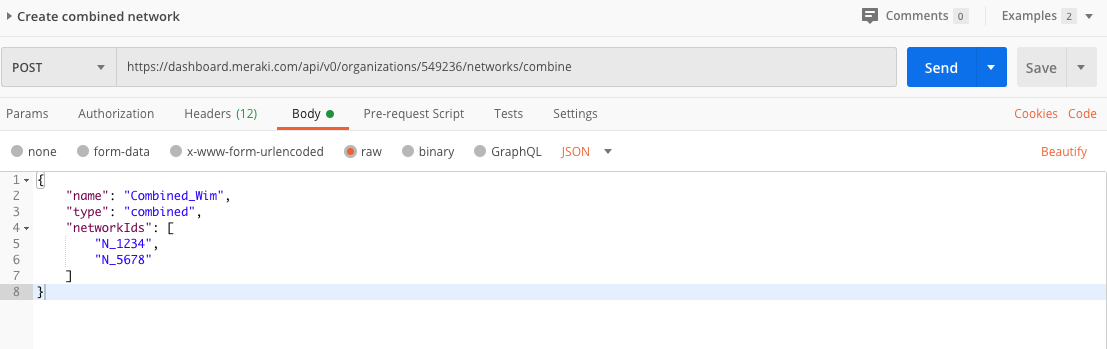 Create combined network Comments 0 Examples 2
POST https://dashboard.meraki.com/api/v0/organizations/549236/networks/combine Send Save
Params Authorization Headers (12) Body Pre-request Script Tests Settings Cookies Code
none form-data x-www-form-urlencoded raw binary GraphQL JSON Beautify
1 {
2 "name": "Combined_Wim",
3 "type": "combined",
4 "networkIds": [
5 "N_1234",
6 "N_5678"
7 ]
8 }